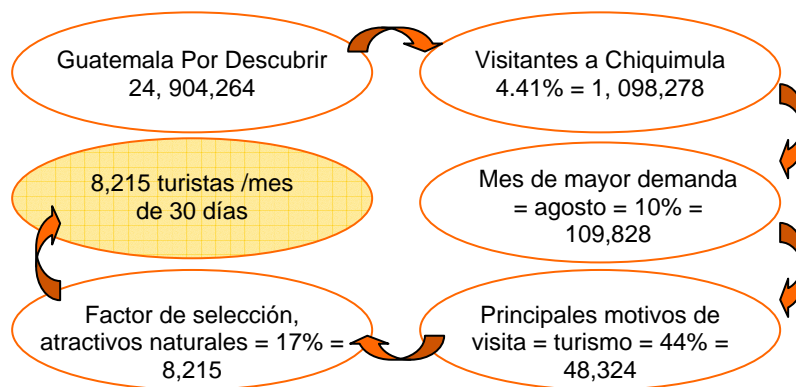 Guatemala Por Descubrir
24, 904,264
Visitantes a Chiquimula
4.41% = 1, 098,278
Mes de mayor demanda
= agosto = 10% =
109,828
Principales motivos de
visita = turismo = 44% =
48,324
Factor de selección,
atractivos naturales = 17% =
8,215
8,215 turistas /mes
de 30 días